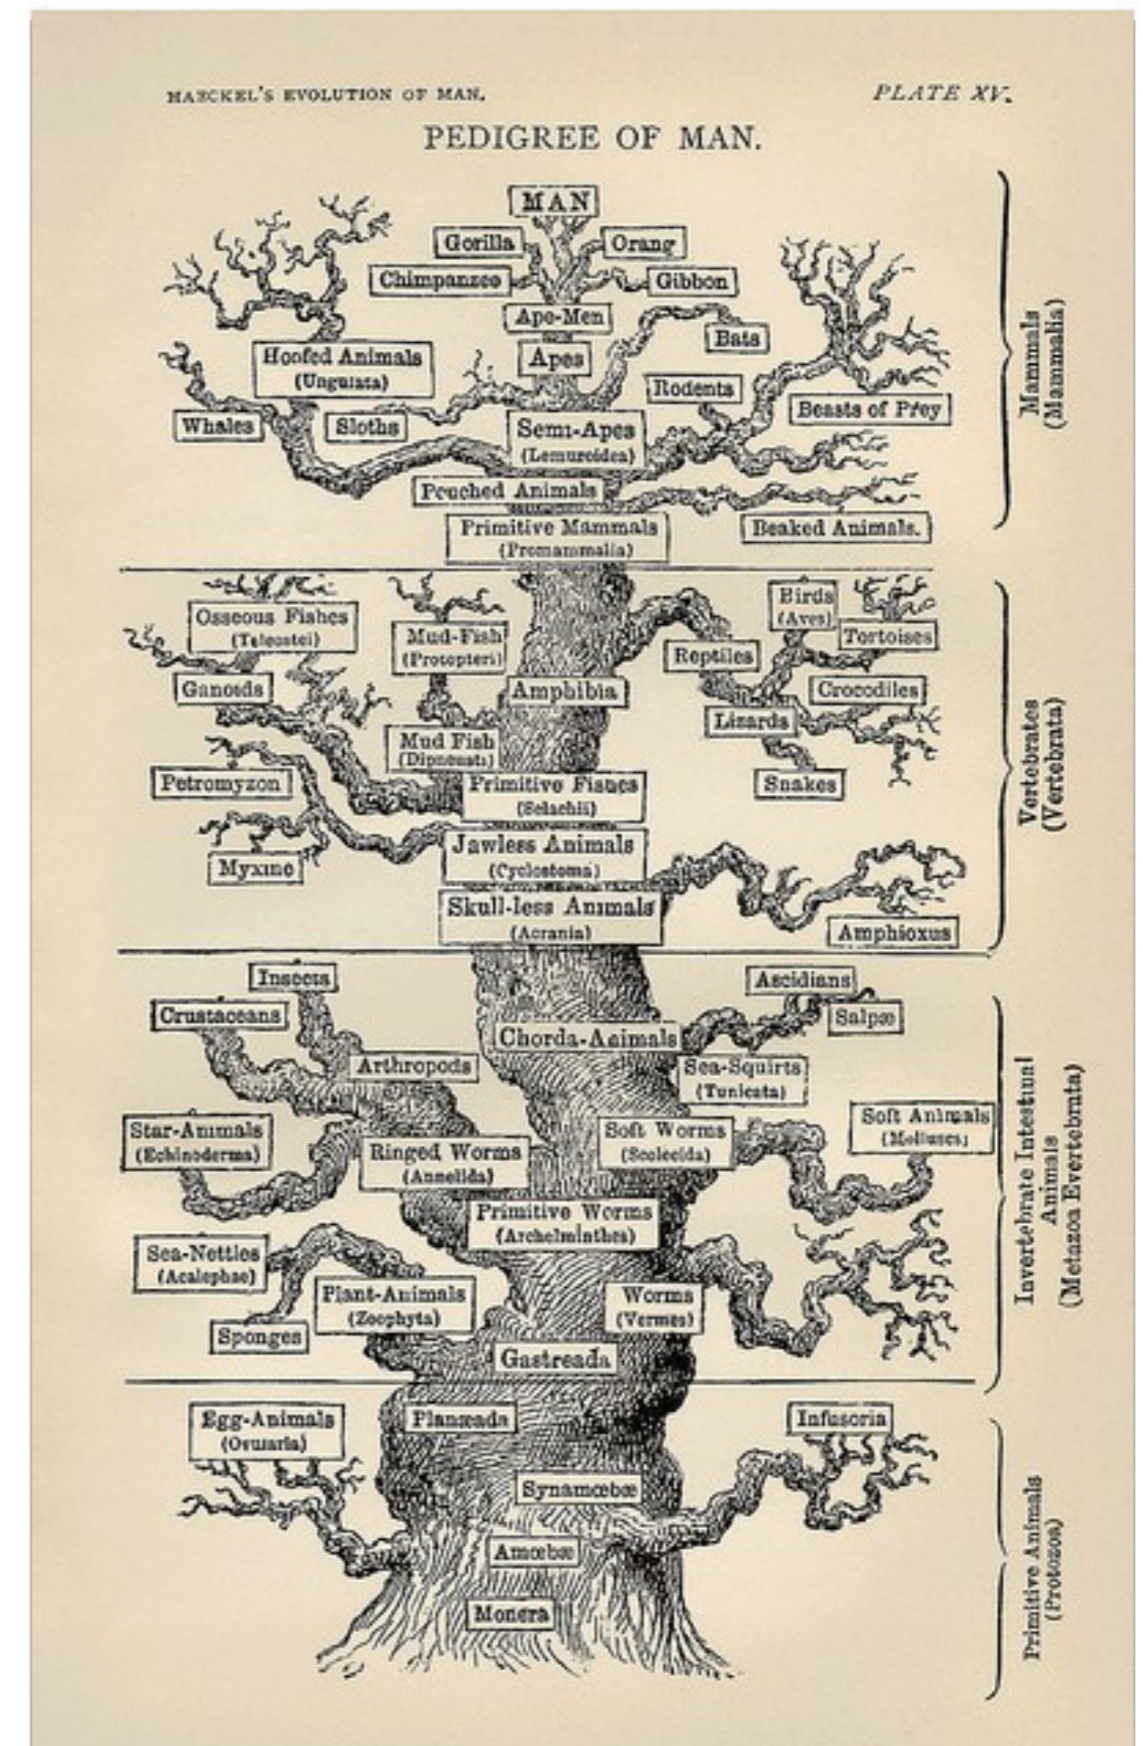 HAECKEL'S EVOLUTION OF MAN.
PLATE XV.
PEDIGREE OF MAN.
MAN
Gorilla
Orang
Chimpanzee
Gibbon
Ape-Men
Bats
Hoofed Animals
(Ungulata)
Apes
Rodents
Beasts of Prey
Whales
Sloths
Semi-Apes
(Lemuroidea)
Pouched Animals
Primitive Mammals
(Promammalia)
Beaked Animals.
Mammals
(Mammalia)
Osseous Fishes
(Teleostei)
Mud-Fish
(Protopteri)
Birds
(Aves)
Tortoises
Reptiles
Ganoids
Amphibia
Crocodiles
Lizards
Mud Fish
(Dipneusti)
Petromyzon
Primitive Fishes
(Selachii)
Snakes
Jawless Animals
(Cyclostoma)
Myxine
Skull-less Animals
(Acrania)
Amphioxus
Vertebrates
(Vertebrata)
Insects
Ascidians
Crustaceans
Salpæ
Chorda-Animals
Arthropods
Sea-Squirts
(Tunicata)
Star-Animals
(Echinoderma)
Ringed Worms
(Annelida)
Soft Worms
(Scolecida)
Soft Animals
(Molluscs)
Primitive Worms
(Archelminthes)
Sea-Nettles
(Acalephae)
Plant-Animals
(Zoophyta)
Worms
(Vermes)
Sponges
Gastreada
Invertebrate Intestinal
Animals
(Metazoa Evertebrata)
Egg-Animals
(Ovularia)
Planæada
Infusoria
Synamœbæ
Amœbæ
Monera
Primitive Animals
(Protozoa)